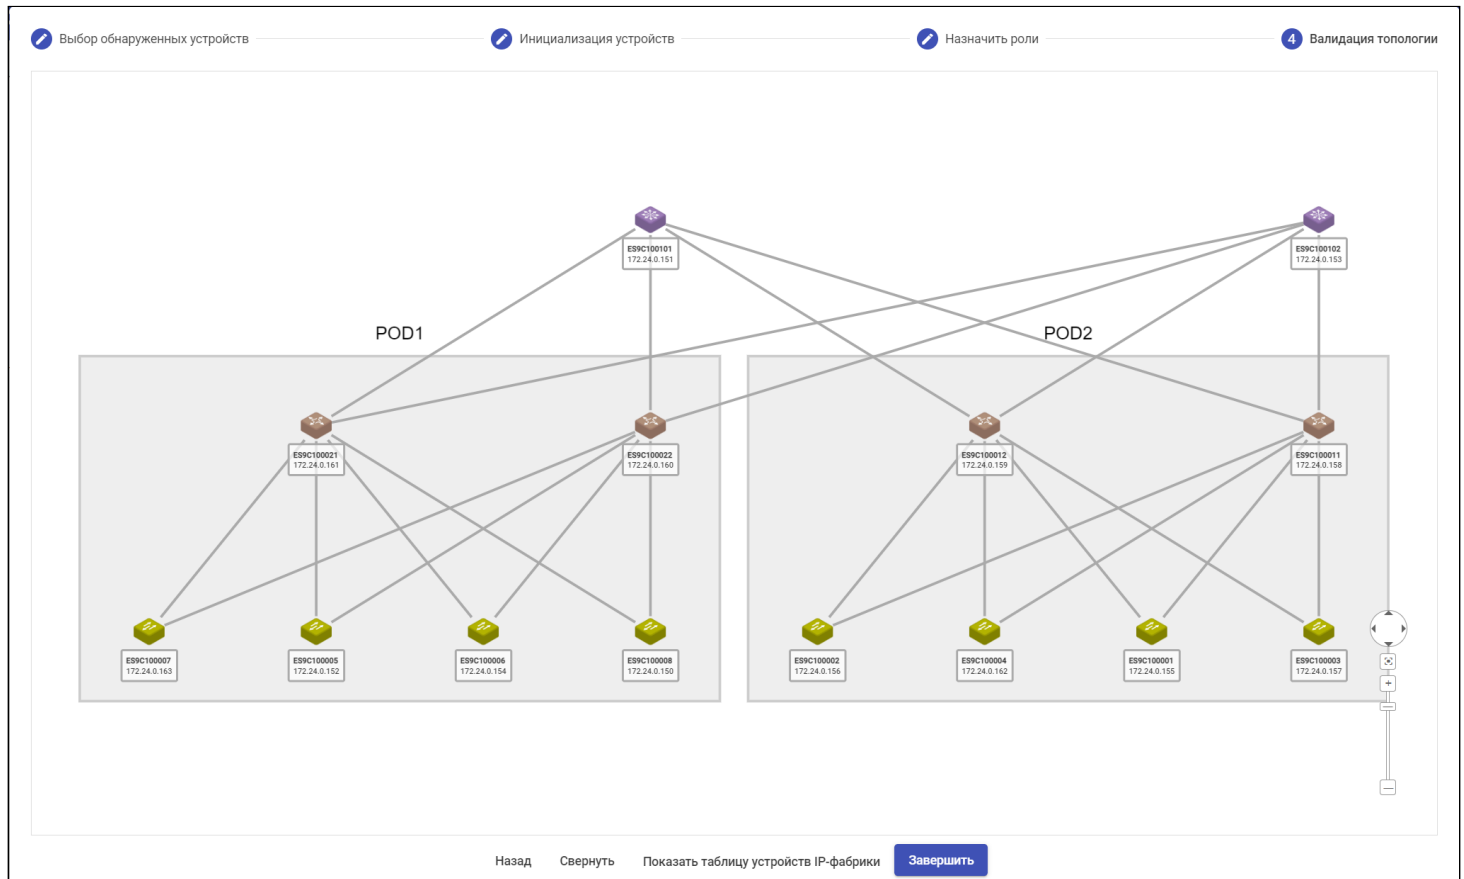 Выбор обнаруженных устройств
Инициализация устройств
Назначить роли
4 Валидация топологии
ES9C100101
172.24.0.151
ES9C100102
172.24.0.153
POD1
POD2
ES9C100021
172.24.0.161
ES9C100022
172.24.0.160
ES9C100012
172.24.0.159
ES9C100011
172.24.0.158
ES9C100007
172.24.0.163
ES9C100005
172.24.0.152
ES9C100006
172.24.0.154
ES9C100008
172.24.0.150
ES9C100002
172.24.0.156
ES9C100004
172.24.0.162
ES9C100001
172.24.0.155
ES9C100003
172.24.0.157
Назад
Свернуть
Показать таблицу устройств IP-фабрики
Завершить